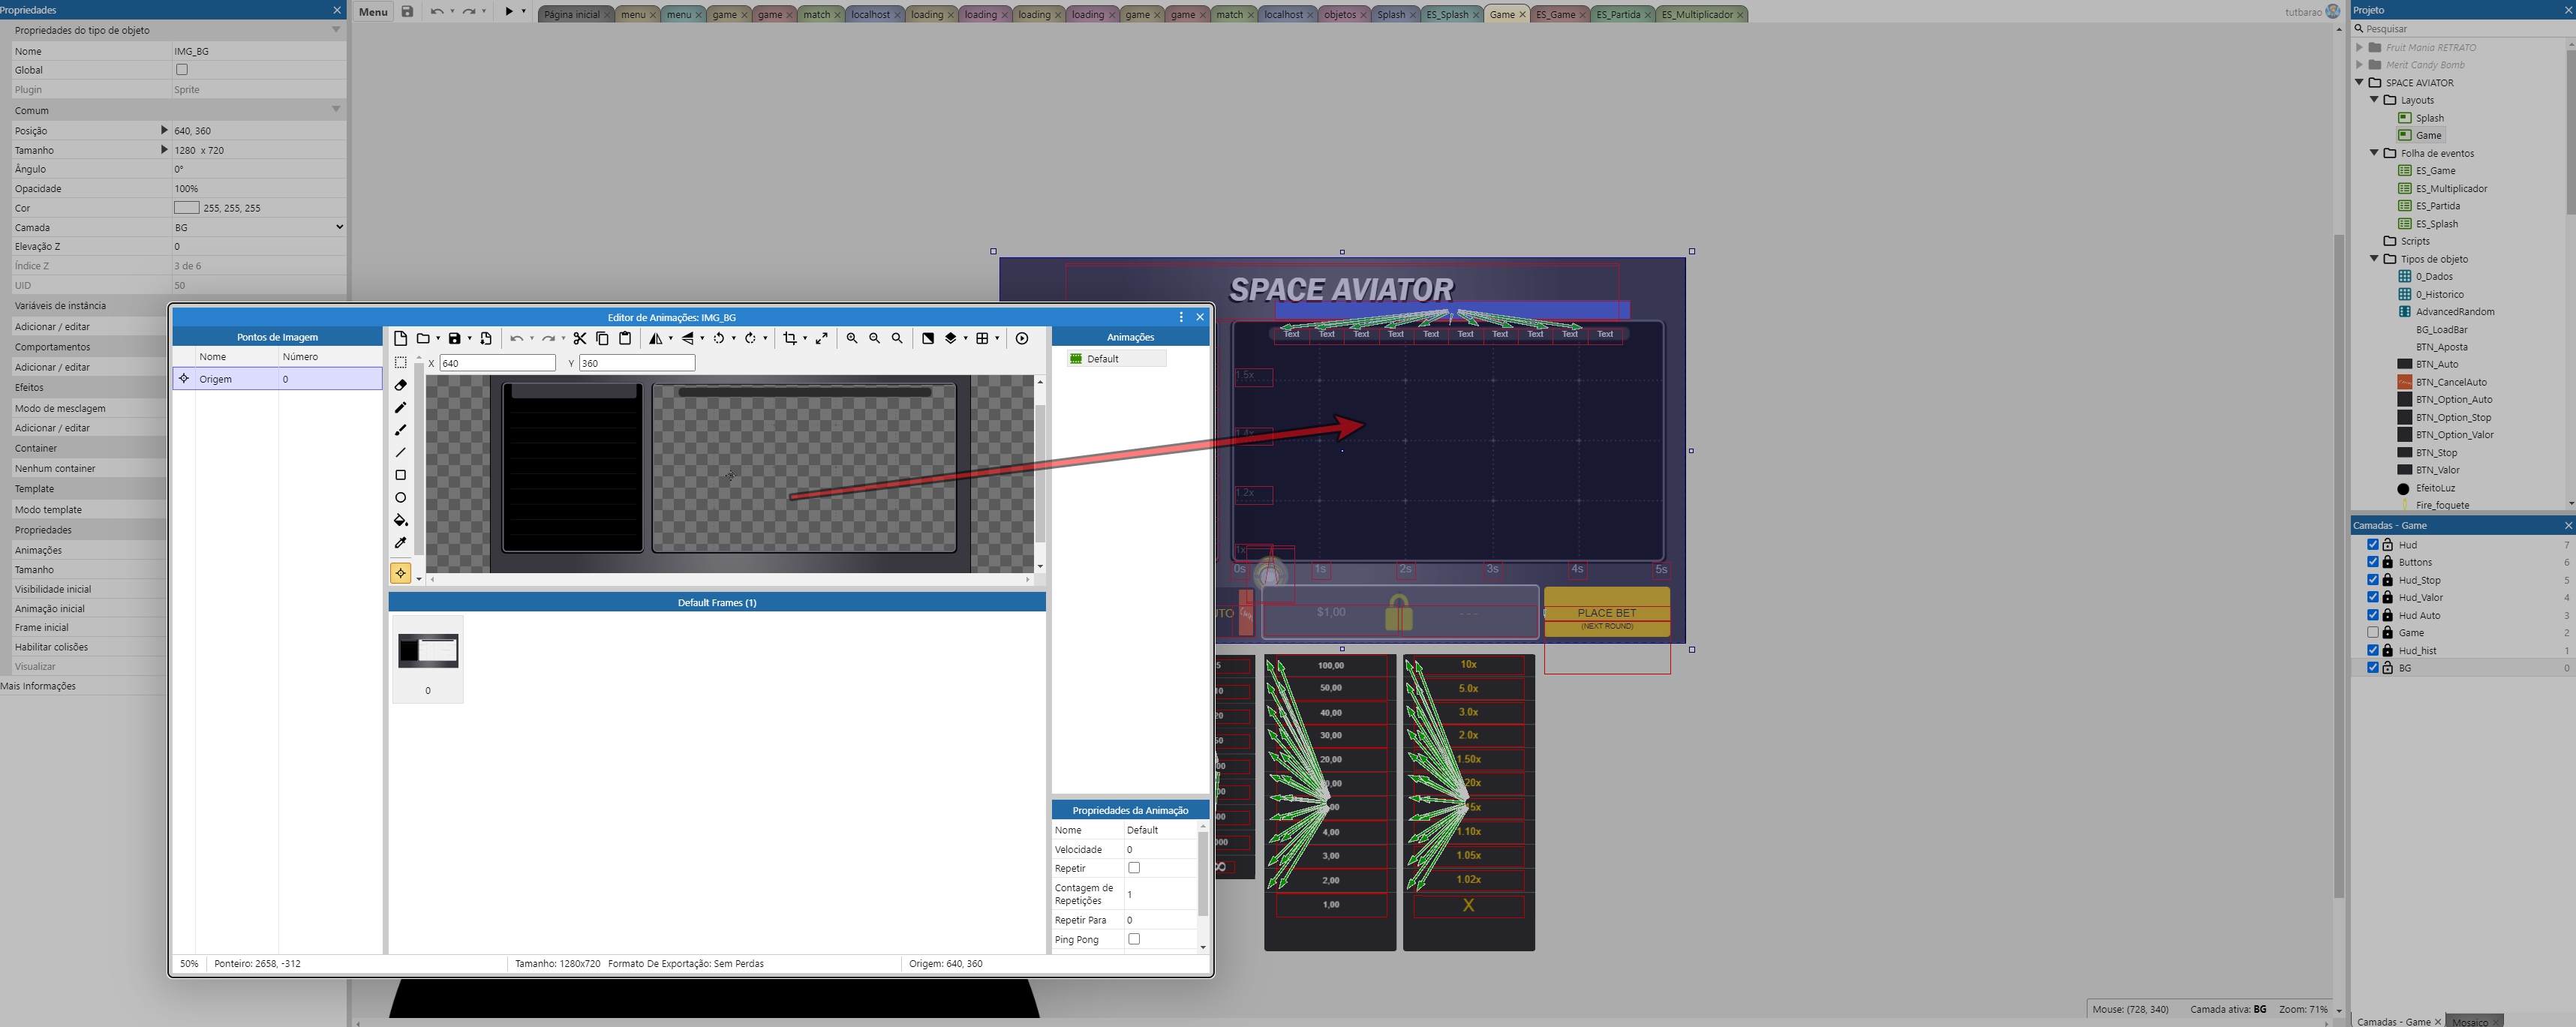 Propriedades
Propriedades do tipo de objeto
Nome IMG_BG
Global
Plugin Sprite
Comum
Posição 640, 360
Tamanho 1280 x 720
Ângulo 0°
Opacidade 100%
Cor 255, 255, 255
Camada BG
Elevação Z 0
Índice Z 3 de 6
UID 50
Variáveis de instância
Adicionar / editar
Comportamentos
Adicionar / editar
Efeitos
Modo de mesclagem
Adicionar / editar
Container
Nenhum container
Template
Modo template
Propriedades
Animações
Tamanho
Visibilidade inicial
Animação inicial
Frame inicial
Habilitar colisões
Visualizar
Mais Informações
Menu
Página inicial menu menu game game match localhost loading loading loading loading game game match localhost objetos Splash ES_Splash Game ES_Game ES_Partida ES_Multiplicador
tutbarao
Editor de Animações: IMG_BG
Pontos de Imagem
Nome Número
Origem 0
X 640 Y 360
Default Frames (1)
0
Animações
Default
Propriedades da Animação
Nome Default
Velocidade 0
Repetir
Contagem de Repetições 1
Repetir Para 0
Ping Pong
50% Ponteiro: 2658, -312 Tamanho: 1280x720 Formato De Exportação: Sem Perdas Origem: 640, 360
SPACE AVIATOR
Text Text Text Text Text Text Text Text Text Text
1.5x
1.4x
1.2x
1x
0s 1s 2s 3s 4s 5s
$1,00 - - -
PLACE BET
(NEXT ROUND)
100,00
50,00
40,00
30,00
20,00
4,00
3,00
2,00
1,00
10x
5.0x
3.0x
2.0x
1.50x
1.10x
1.05x
1.02x
X
Projeto
Pesquisar
Fruit Mania RETRATO
Merit Candy Bomb
SPACE AVIATOR
Layouts
Splash
Game
Folha de eventos
ES_Game
ES_Multiplicador
ES_Partida
ES_Splash
Scripts
Tipos de objeto
0_Dados
0_Historico
AdvancedRandom
BG_LoadBar
BTN_Aposta
BTN_Auto
BTN_CancelAuto
BTN_Option_Auto
BTN_Option_Stop
BTN_Option_Valor
BTN_Stop
BTN_Valor
EfeitoLuz
Fire_foguete
Camadas - Game
Hud 7
Buttons 6
Hud_Stop 5
Hud_Valor 4
Hud Auto 3
Game 2
Hud_hist 1
BG 0
Mouse: (728, 340) Camada ativa: BG Zoom: 71%
Camadas - Game Mosaico